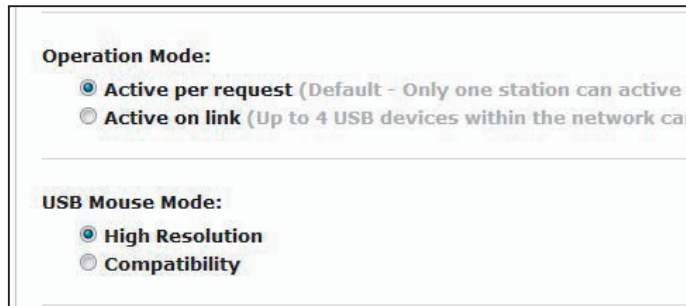 Operation Mode:
Active per request (Default - Only one station can active
Active on link (Up to 4 USB devices within the network
USB Mouse Mode:
High Resolution
Compatibility